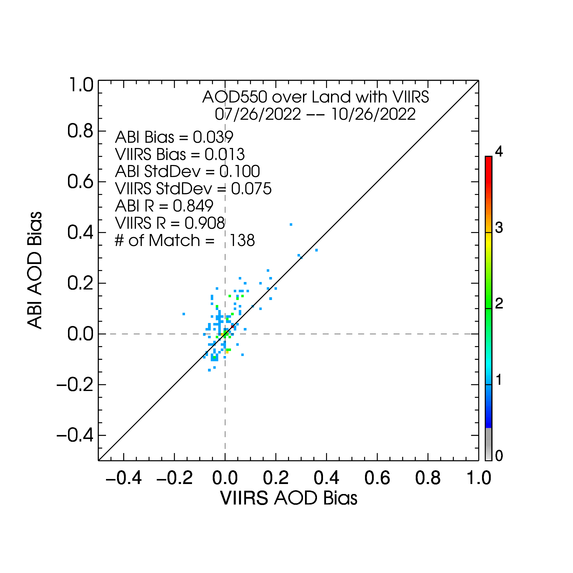 AOD550 over Land with VIIRS
07/26/2022 –– 10/26/2022
ABI Bias = 0.039
VIIRS Bias = 0.013
ABI StdDev = 0.100
VIIRS StdDev = 0.075
ABI R = 0.849
VIIRS R = 0.908
# of Match = 138
1.0
0.8
0.6
0.4
0.2
0.0
−0.2
−0.4
ABI AOD Bias
−0.4 −0.2 0.0 0.2 0.4 0.6 0.8 1.0
VIIRS AOD Bias
4
3
2
1
0